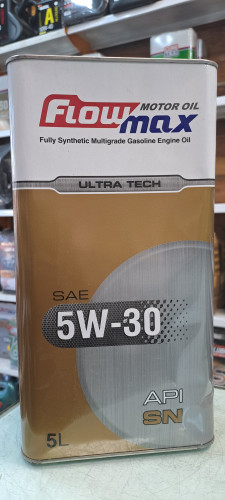 Flow MOTOR OIL
max
Fully Synthetic Multigrade Gasoline Engine Oil
ULTRA TECH
SAE
5W-30
API
SN
5L